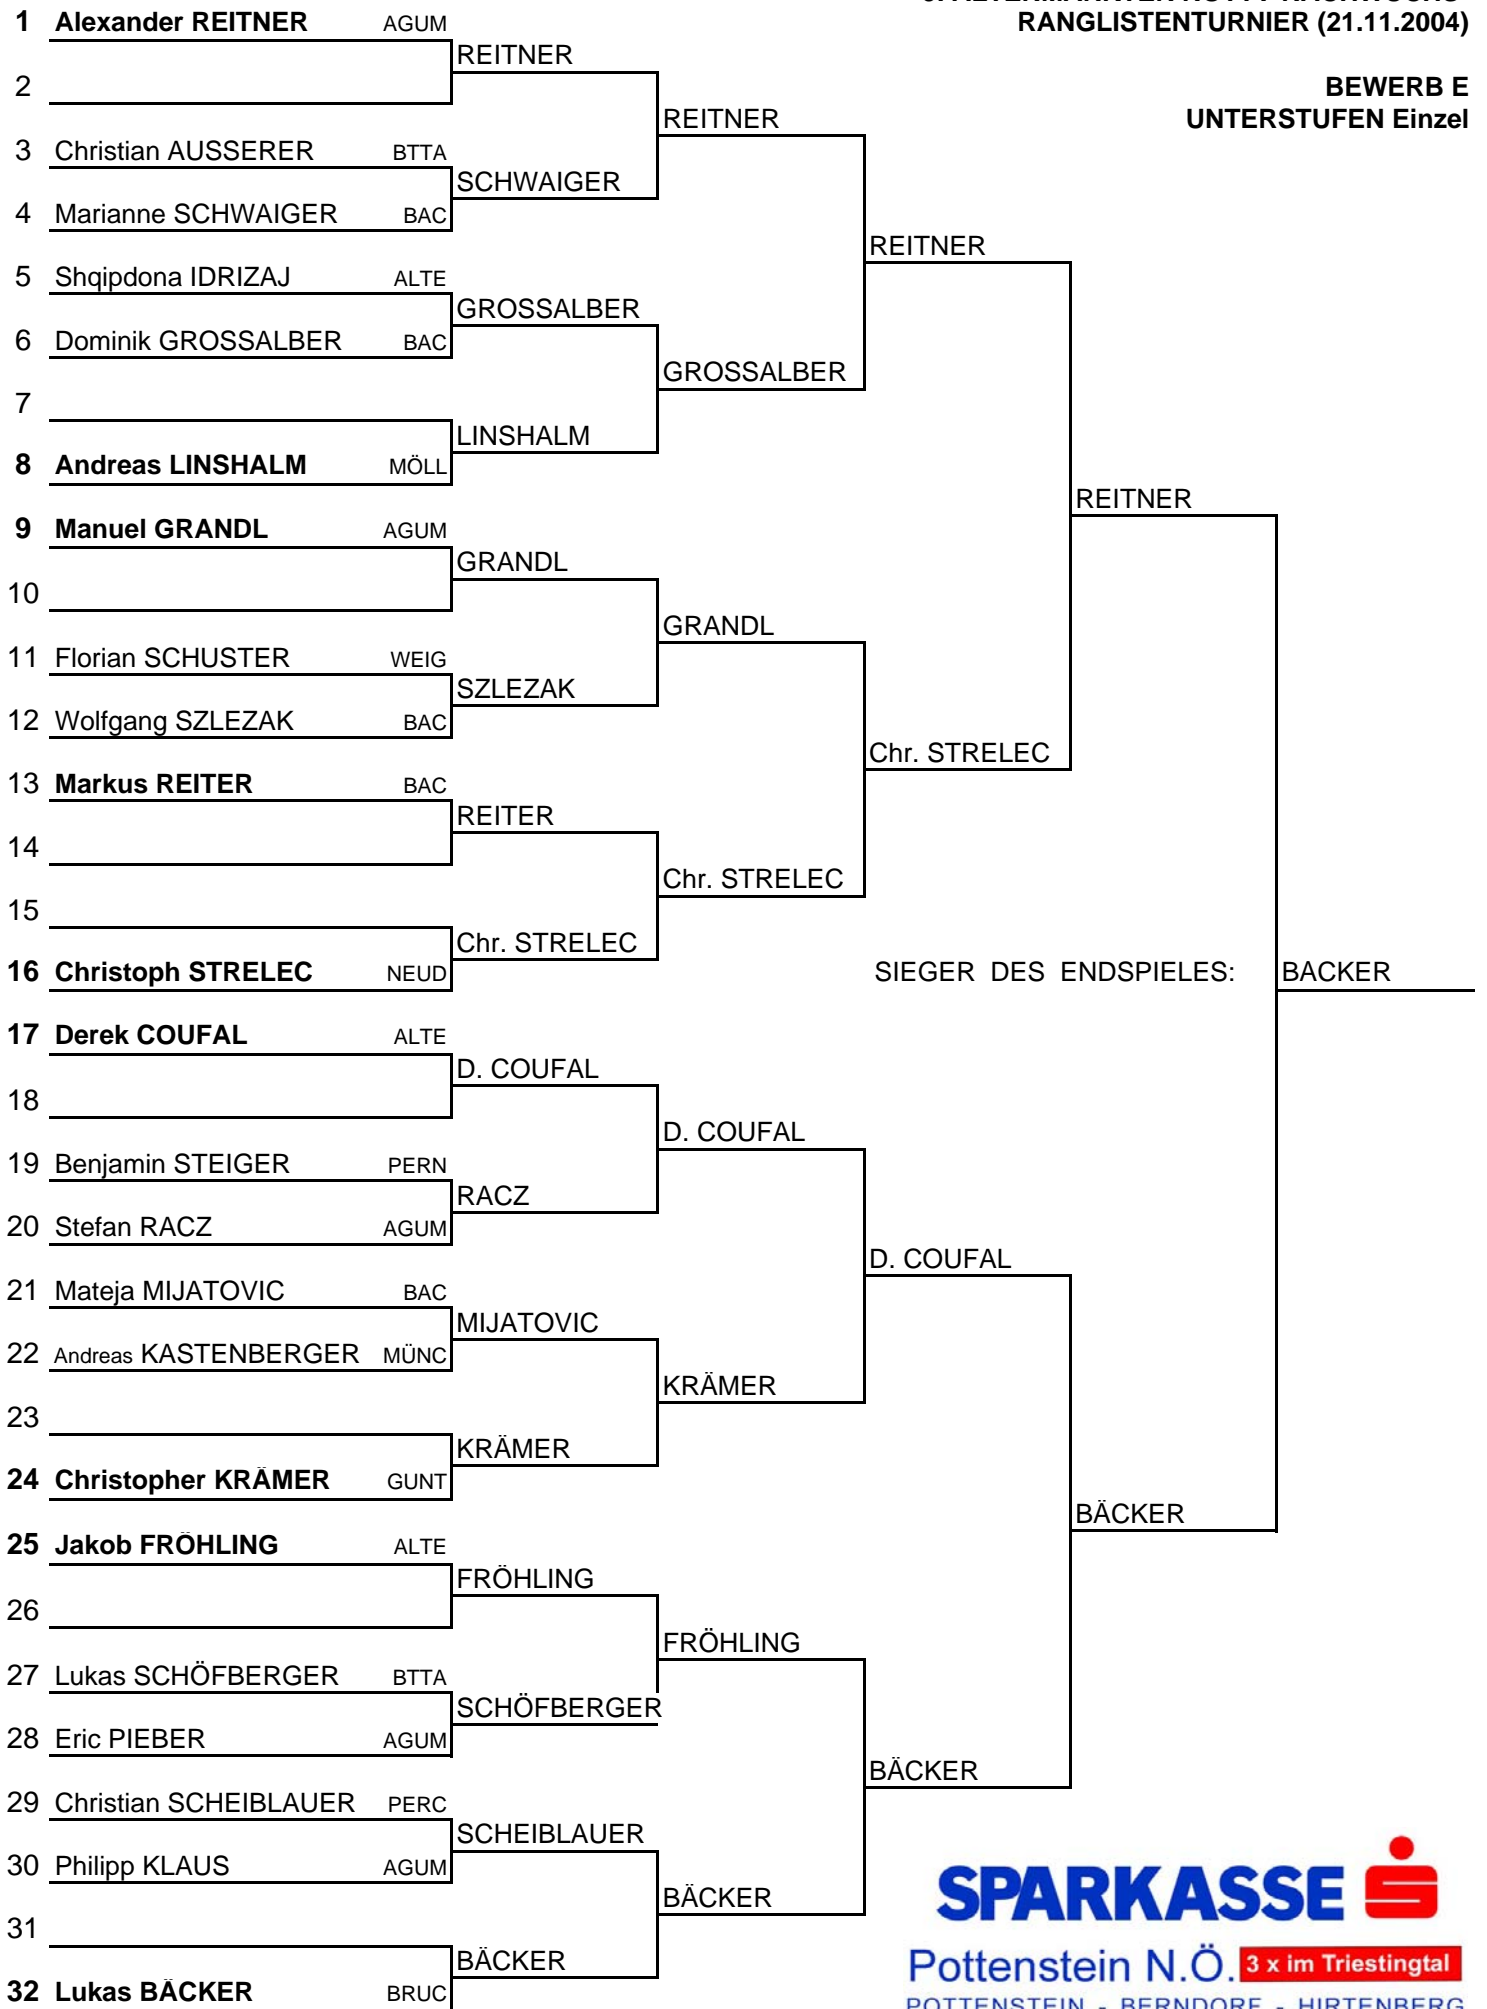 RANGLISTENTURNIER (21.11.2004)
BEWERB E
UNTERSTUFEN Einzel
1 Alexander REITNER AGUM
REITNER
2
REITNER
3 Christian AUSSERER BTTA
SCHWAIGER
4 Marianne SCHWAIGER BAC
REITNER
5 Shqipdona IDRIZAJ ALTE
GROSSALBER
6 Dominik GROSSALBER BAC
GROSSALBER
7
LINSHALM
8 Andreas LINSHALM MÖLL
REITNER
9 Manuel GRANDL AGUM
GRANDL
10
GRANDL
11 Florian SCHUSTER WEIG
SZLEZAK
12 Wolfgang SZLEZAK BAC
Chr. STRELEC
13 Markus REITER BAC
REITER
14
Chr. STRELEC
15
Chr. STRELEC
16 Christoph STRELEC NEUD
SIEGER DES ENDSPIELES: BACKER
17 Derek COUFAL ALTE
D. COUFAL
18
D. COUFAL
19 Benjamin STEIGER PERN
RACZ
20 Stefan RACZ AGUM
D. COUFAL
21 Mateja MIJATOVIC BAC
MIJATOVIC
22 Andreas KASTENBERGER MÜNC
KRÄMER
23
KRÄMER
24 Christopher KRÄMER GUNT
BÄCKER
25 Jakob FRÖHLING ALTE
FRÖHLING
26
FRÖHLING
27 Lukas SCHÖFBERGER BTTA
SCHÖFBERGER
28 Eric PIEBER AGUM
BÄCKER
29 Christian SCHEIBLAUER PERC
SCHEIBLAUER
30 Philipp KLAUS AGUM
BÄCKER
31
BÄCKER
32 Lukas BÄCKER BRUC
SPARKASSE
Pottenstein N.Ö. 3 x im Triestingtal
POTTENSTEIN - BERNDORF - HIRTENBERG